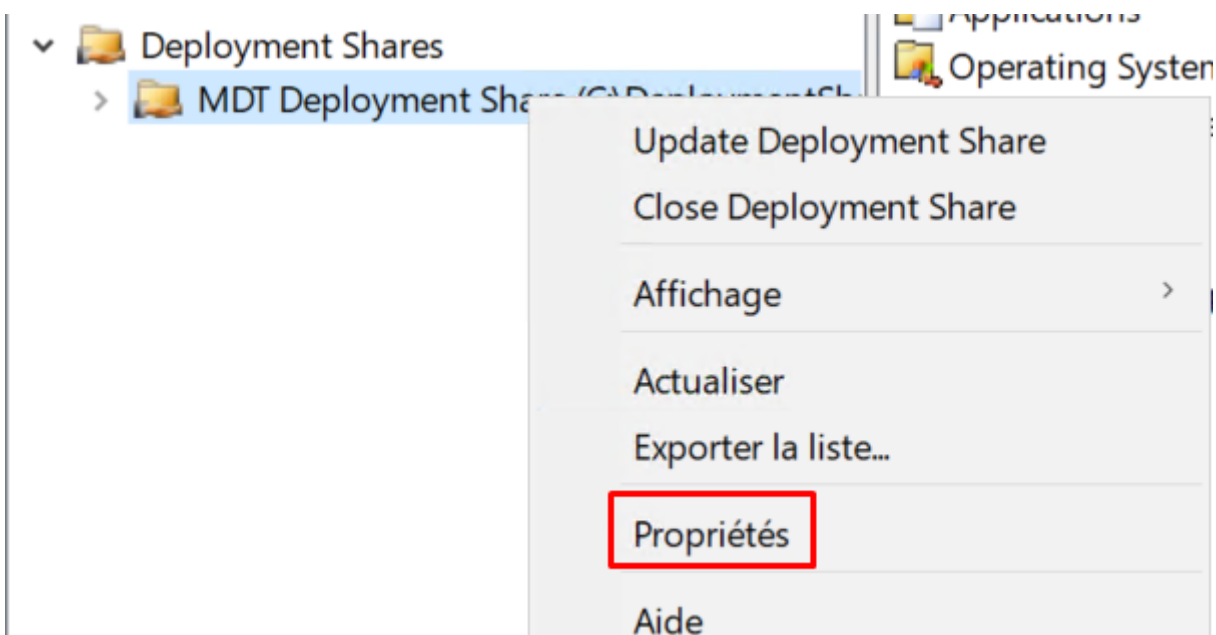 Deployment Shares
MDT Deployment Share (C:\DeploymentSh
Applications
Operating System
Update Deployment Share
Close Deployment Share
Affichage
Actualiser
Exporter la liste...
Propriétés
Aide